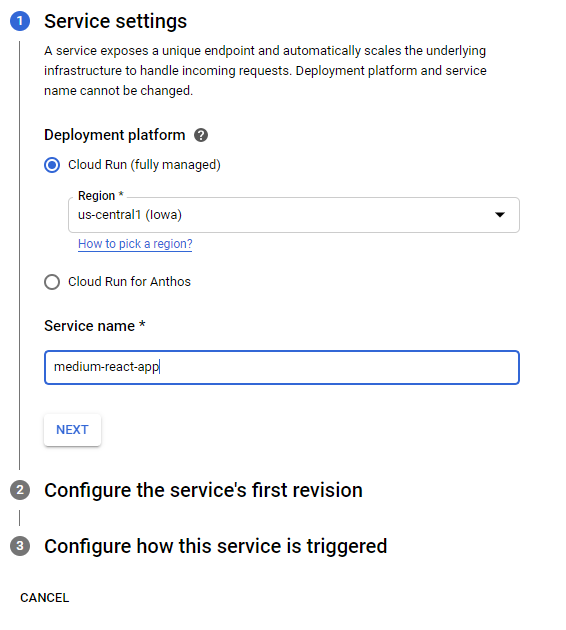 1 Service settings
A service exposes a unique endpoint and automatically scales the underlying
infrastructure to handle incoming requests. Deployment platform and service
name cannot be changed.
Deployment platform ?
Cloud Run (fully managed)
Region *
us-central1 (Iowa)
How to pick a region?
Cloud Run for Anthos
Service name *
medium-react-app
NEXT
2 Configure the service's first revision
3 Configure how this service is triggered
CANCEL